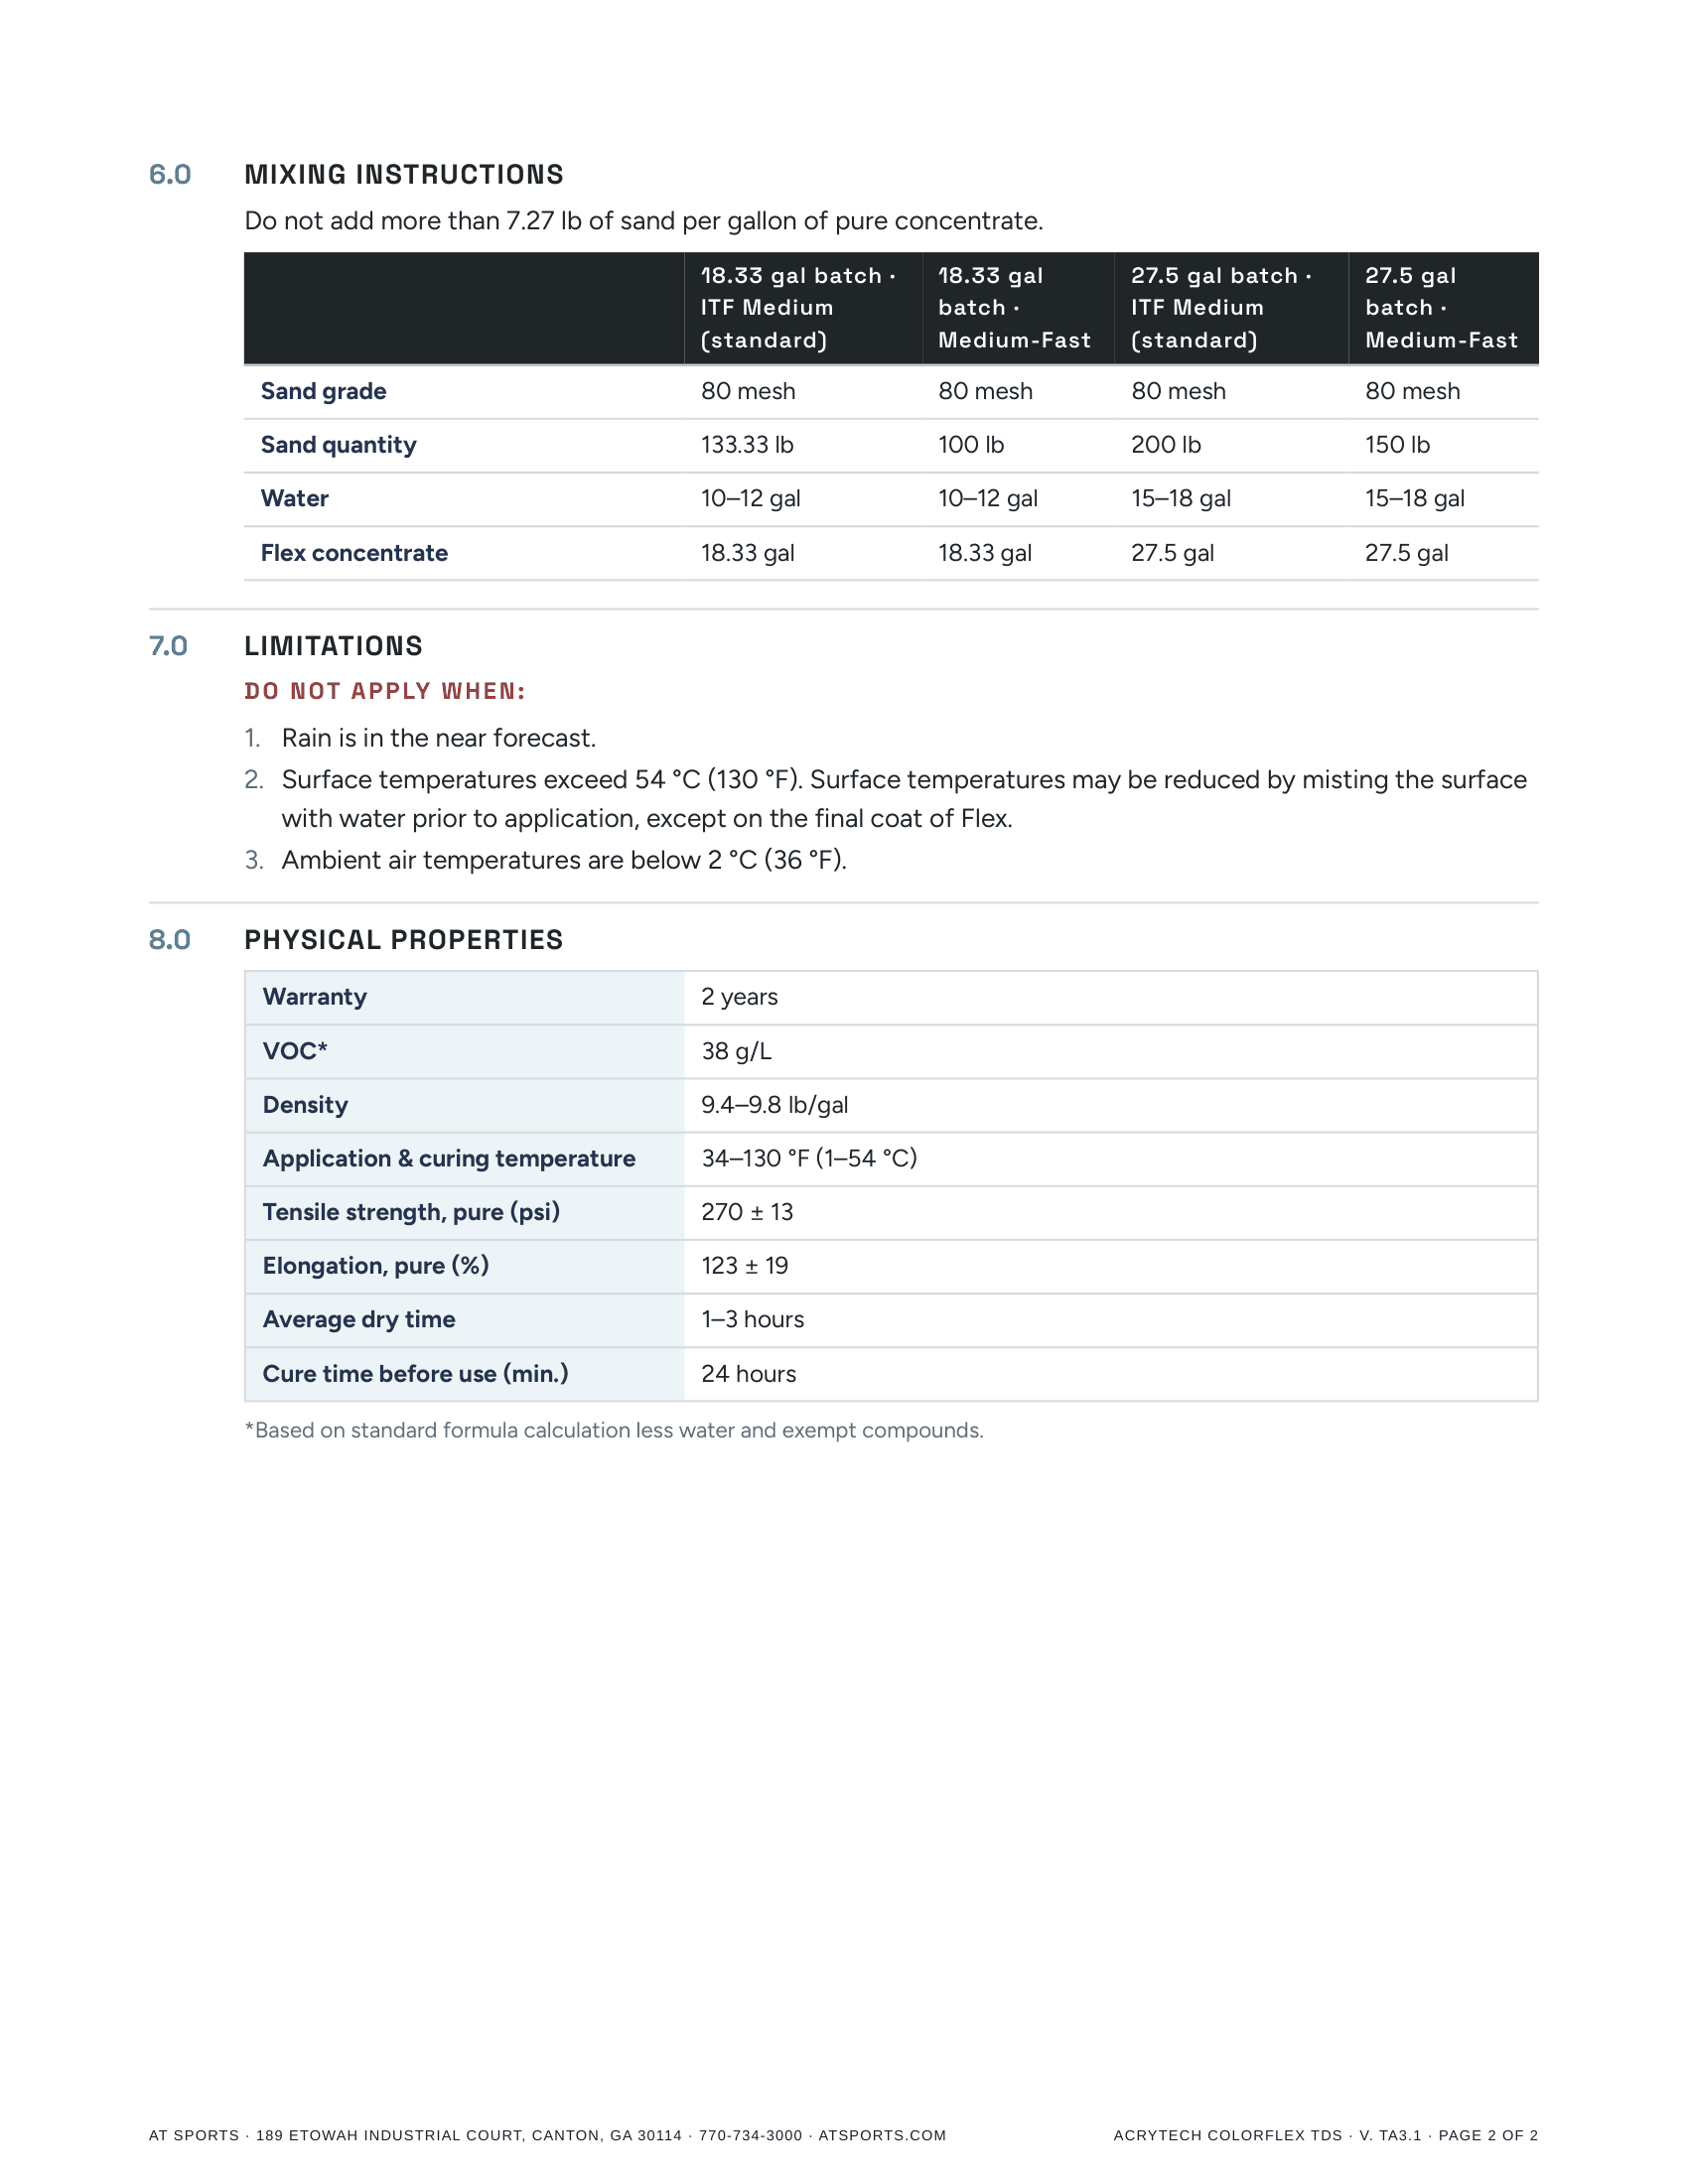 6.0 MIXING INSTRUCTIONS
Do not add more than 7.27 lb of sand per gallon of pure concentrate.
18.33 gal batch · ITF Medium (standard) 18.33 gal batch · Medium-Fast 27.5 gal batch · ITF Medium (standard) 27.5 gal batch · Medium-Fast
Sand grade 80 mesh 80 mesh 80 mesh 80 mesh
Sand quantity 133.33 lb 100 lb 200 lb 150 lb
Water 10–12 gal 10–12 gal 15–18 gal 15–18 gal
Flex concentrate 18.33 gal 18.33 gal 27.5 gal 27.5 gal
7.0 LIMITATIONS
DO NOT APPLY WHEN:
1. Rain is in the near forecast.
2. Surface temperatures exceed 54 °C (130 °F). Surface temperatures may be reduced by misting the surface
with water prior to application, except on the final coat of Flex.
3. Ambient air temperatures are below 2 °C (36 °F).
8.0 PHYSICAL PROPERTIES
Warranty 2 years
VOC* 38 g/L
Density 9.4–9.8 lb/gal
Application & curing temperature 34–130 °F (1–54 °C)
Tensile strength, pure (psi) 270 ± 13
Elongation, pure (%) 123 ± 19
Average dry time 1–3 hours
Cure time before use (min.) 24 hours
*Based on standard formula calculation less water and exempt compounds.
AT SPORTS · 189 ETOWAH INDUSTRIAL COURT, CANTON, GA 30114 · 770-734-3000 · ATSPORTS.COM ACRYTECH COLORFLEX TDS · V. TA3.1 · PAGE 2 OF 2